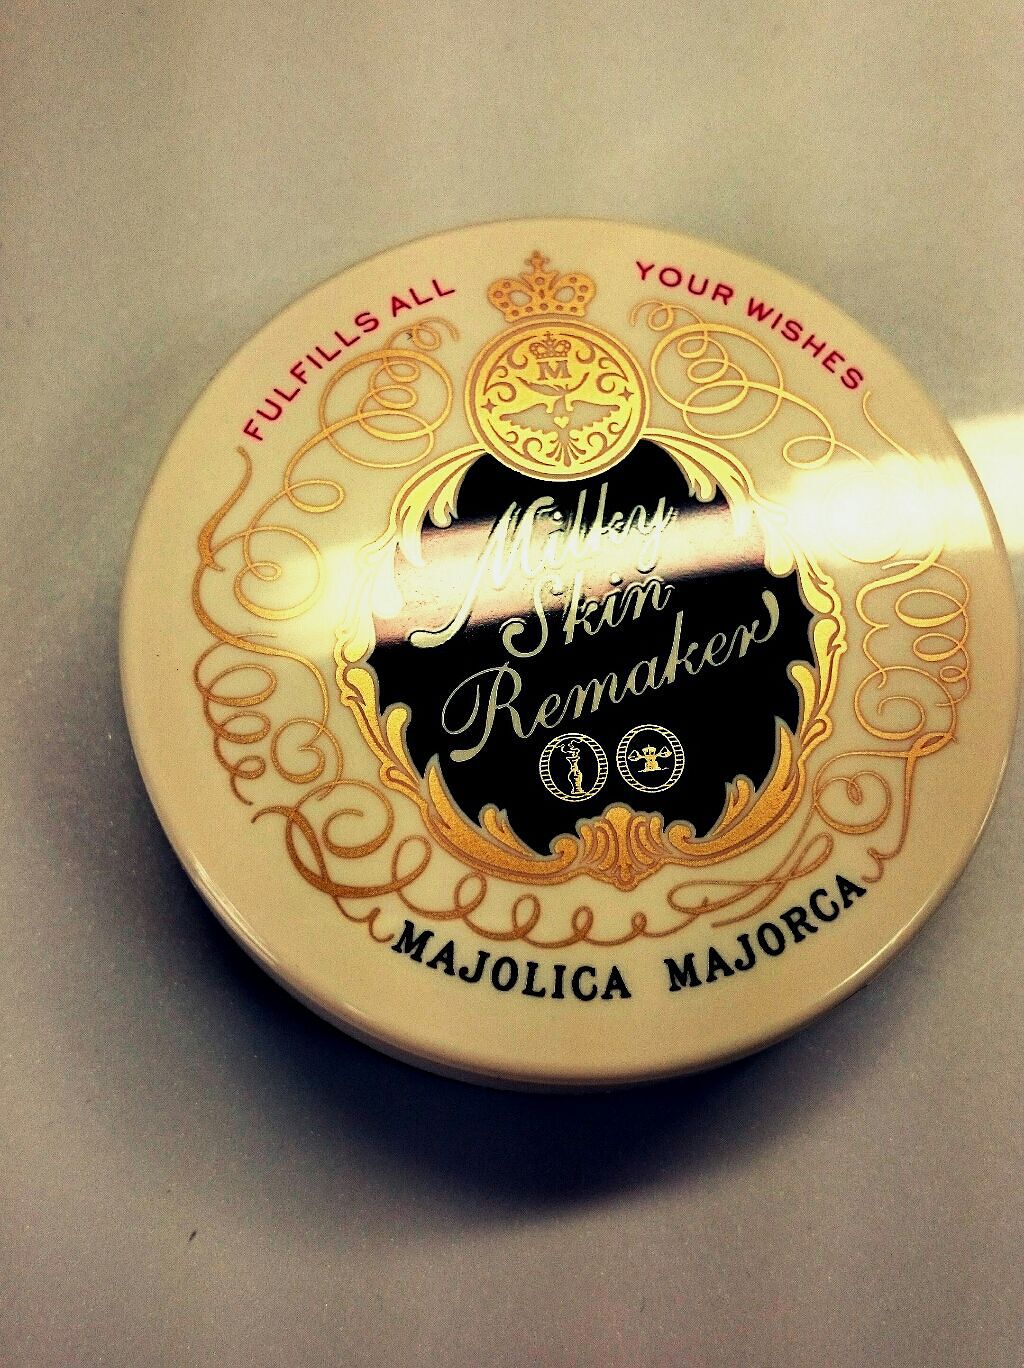 FULFILLS ALL YOUR WISHES
M
Milky
Skin
Remaker
MAJOLICA MAJORCA